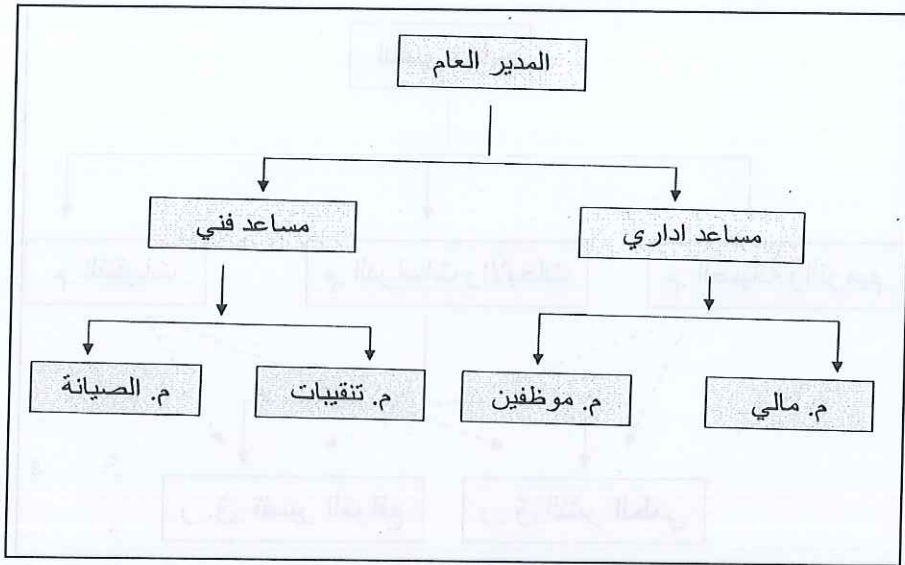 المدير العام
مساعد اداري
مساعد فني
م. مالي
م. موظفين
م. تنقيبات
م. الصيانة